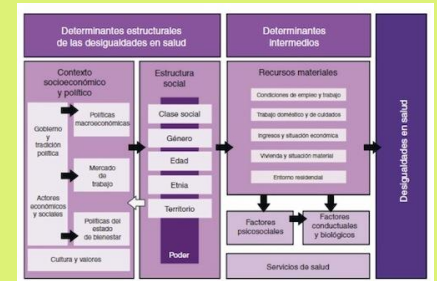 Determinantes estructurales
de las desigualdades en salud
Determinantes
intermedios
Contexto
socioeconómico
y político
Gobierno
y
tradición
política
Actores
económicos
y sociales
Políticas
macroeconómicas
Mercado
de
trabajo
Políticas del
estado
de bienestar
Cultura y valores
Estructura
social
Clase social
Género
Edad
Etnia
Territorio
Poder
Recursos materiales
Condiciones de empleo y trabajo
Trabajo doméstico y de cuidados
Ingresos y situación económica
Vivienda y situación material
Entorno residencial
Factores
psicosociales
Factores
conductuales
y biológicos
Servicios de salud
Desigualdades en salud